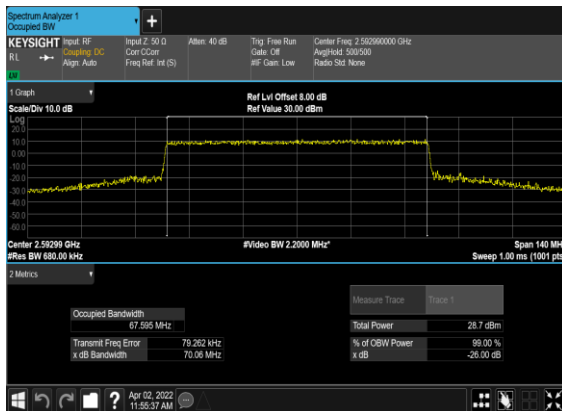 Spectrum Analyzer 1
Occupied BW
KEYSIGHT
RL
Input: RF
Coupling: DC
Align: Auto
Input Z: 50 Ω
Corr CCorr
Freq Ref: Int (S)
Atten: 40 dB
Trig: Free Run
Gate: Off
#IF Gain: Low
Center Freq: 2.592990000 GHz
Avg|Hold: 500/500
Radio Std: None
1 Graph
Scale/Div 10.0 dB
Ref Lvl Offset 8.00 dB
Ref Value 30.00 dBm
Log
20.0
10.0
0.00
-10.0
-20.0
-30.0
-40.0
-50.0
-60.0
Center 2.59299 GHz
#Res BW 680.00 kHz
#Video BW 2.2000 MHz*
Span 140 MH
Sweep 1.00 ms (1001 pts
2 Metrics
Measure Trace Trace 1
Occupied Bandwidth
67.595 MHz
Total Power 28.7 dBm
Transmit Freq Error 79.262 kHz
% of OBW Power 99.00 %
x dB Bandwidth 70.06 MHz
x dB -26.00 dB
?
Apr 02, 2022
11:55:37 AM